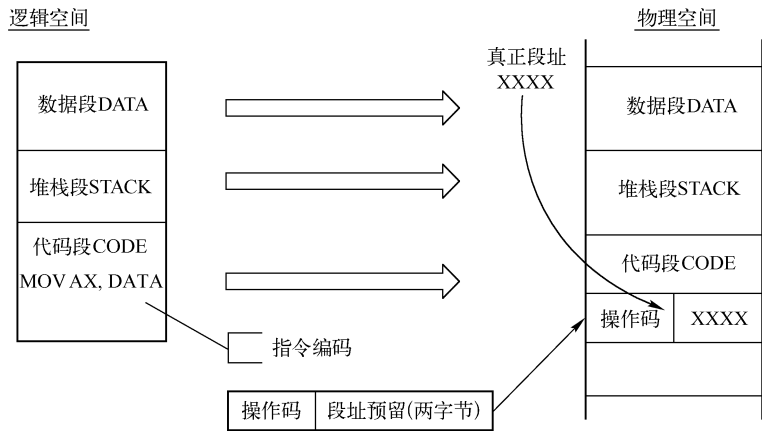 逻辑空间
物理空间
真正段址
XXXX
数据段DATA
数据段DATA
堆栈段STACK
堆栈段STACK
代码段CODE
MOV AX, DATA
代码段CODE
操作码
XXXX
指令编码
操作码
段址预留(两字节)